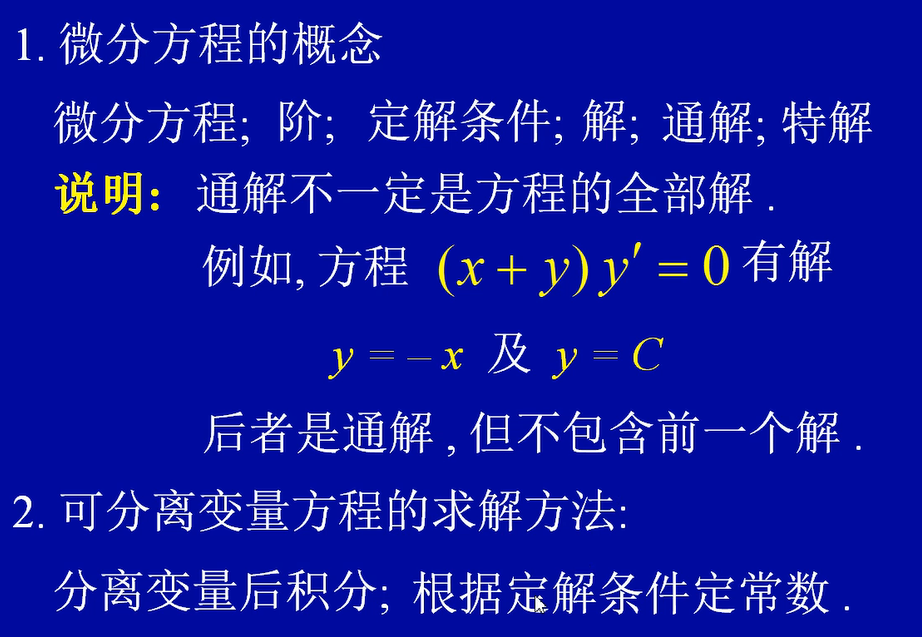 1. 微分方程的概念
微分方程; 阶; 定解条件; 解; 通解; 特解
说明: 通解不一定是方程的全部解 .
例如, 方程 (x + y) y′ = 0 有解
y = – x 及 y = C
后者是通解 , 但不包含前一个解 .
2. 可分离变量方程的求解方法:
分离变量后积分; 根据定解条件定常数 .